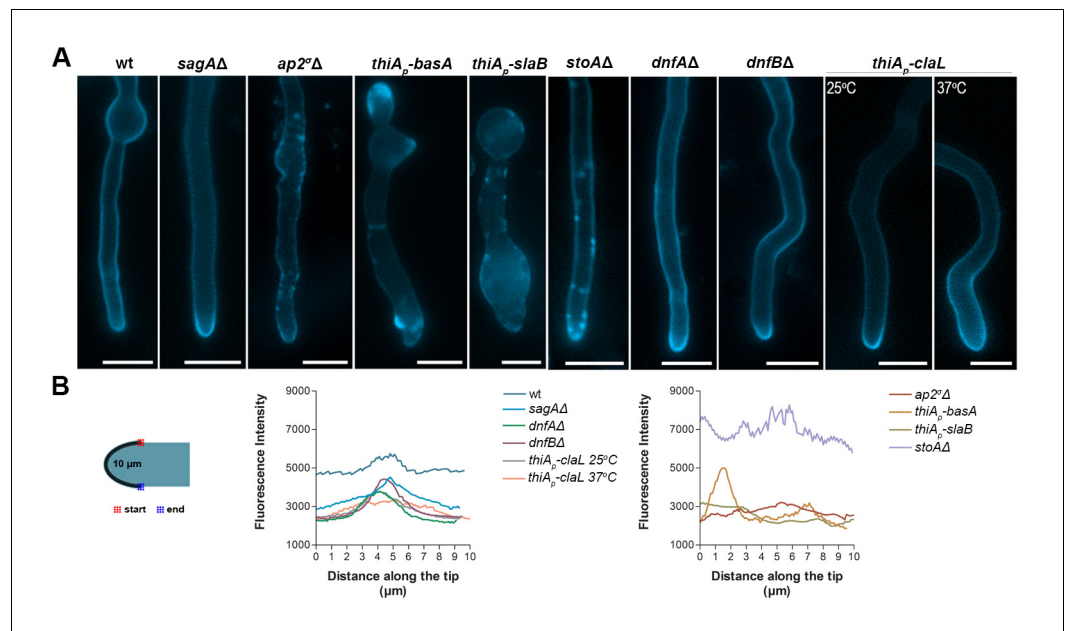 A
wt
sagAΔ
ap2σΔ
thiAp-basA
thiAp-slaB
stoAΔ
dnfAΔ
dnfBΔ
thiAp-claL
25ºC
37ºC
B
10 µm
start
end
Fluorescence Intensity
9000
7000
5000
3000
1000
0 1 2 3 4 5 6 7 8 9 10
Distance along the tip
(µm)
wt
sagAΔ
dnfAΔ
dnfBΔ
thiAp-claL 25ºC
thiAp-claL 37ºC
Fluorescence Intensity
9000
7000
5000
3000
1000
0 1 2 3 4 5 6 7 8 9 10
Distance along the tip
(µm)
ap2σΔ
thiAp-basA
thiAp-slaB
stoAΔ